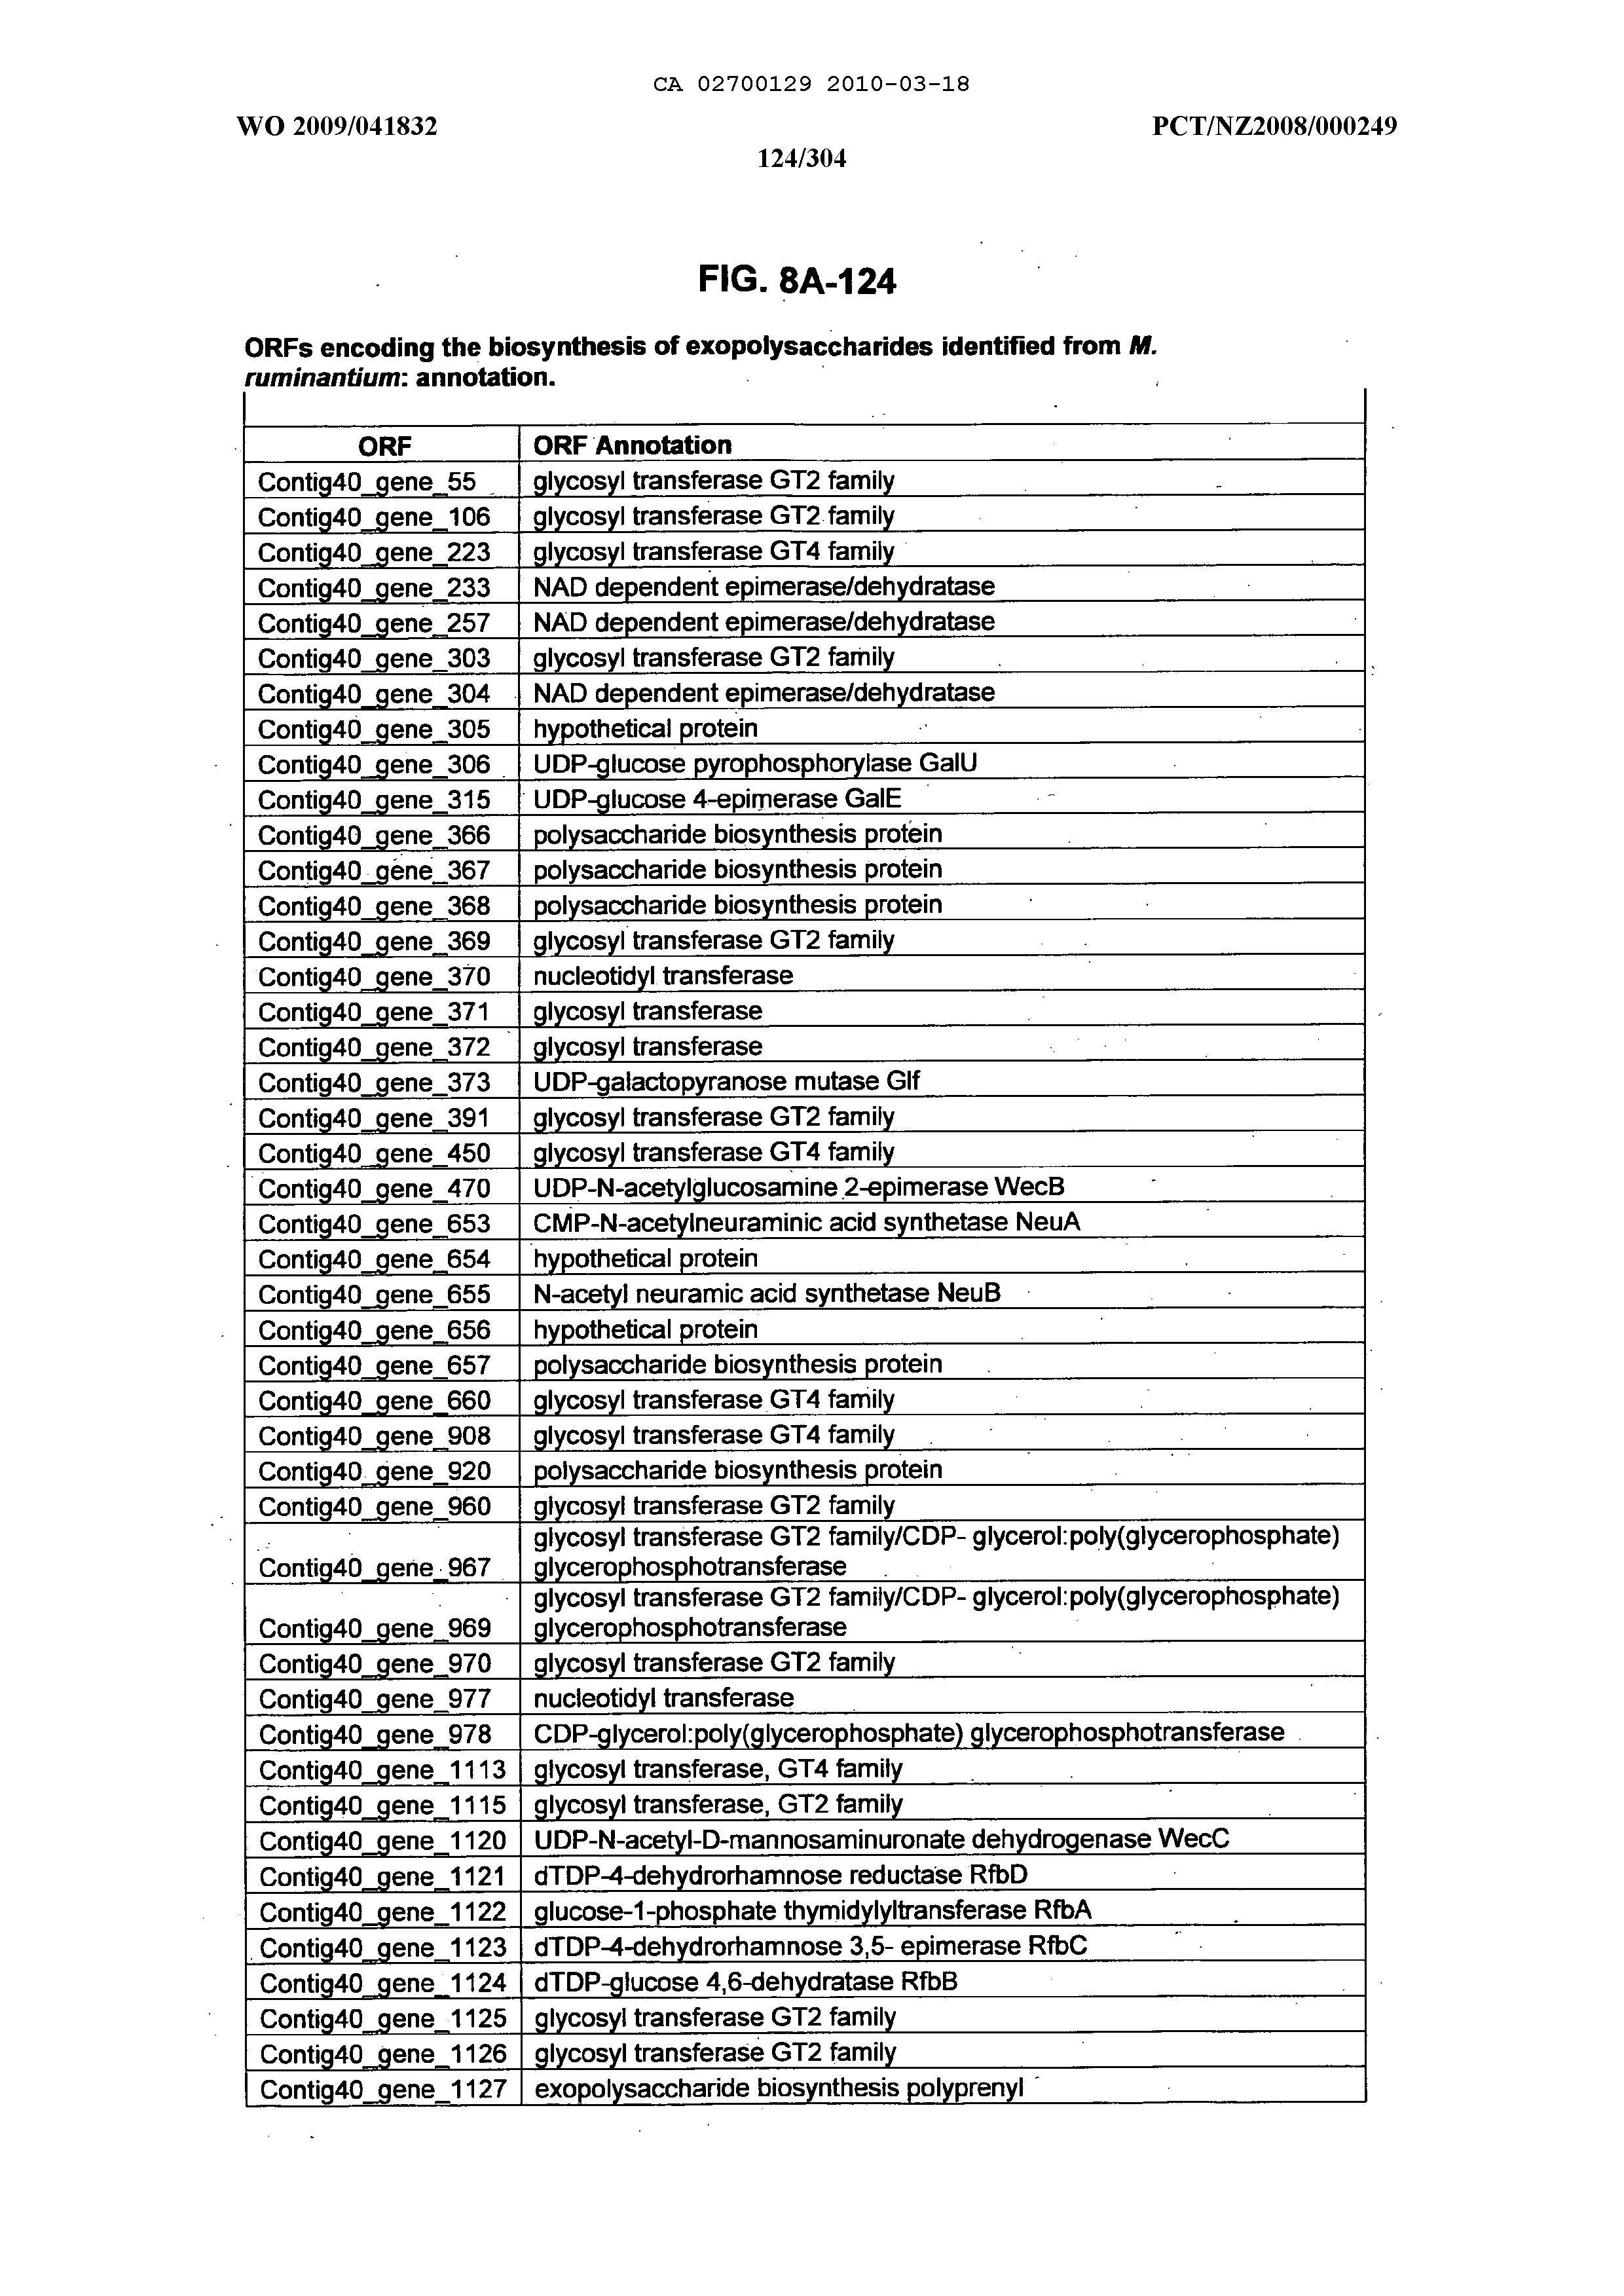 CA 02700129 2010-03-18
WO 2009/041832 PCT/NZ2008/000249
124/304
FIG. 8A-124
ORFs encoding the biosynthesis of exopolysaccharides identified from M.
ruminantium: annotation.
ORF ORF Annotation
Contig40_gene_55 glycosyl transferase GT2 family
Contig40_gene_106 glycosyl transferase GT2 family
Contig40_gene_223 glycosyl transferase GT4 family
Contig40_gene_233 NAD dependent epimerase/dehydratase
Contig40_gene_257 NAD dependent epimerase/dehydratase
Contig40_gene_303 glycosyl transferase GT2 family
Contig40_gene_304 NAD dependent epimerase/dehydratase
Contig40_gene_305 hypothetical protein
Contig40_gene_306 UDP-glucose pyrophosphorylase GalU
Contig40_gene_315 UDP-glucose 4-epimerase GalE
Contig40_gene_366 polysaccharide biosynthesis protein
Contig40_gene_367 polysaccharide biosynthesis protein
Contig40_gene_368 polysaccharide biosynthesis protein
Contig40_gene_369 glycosyl transferase GT2 family
Contig40_gene_370 nucleotidyl transferase
Contig40_gene_371 glycosyl transferase
Contig40_gene_372 glycosyl transferase
Contig40_gene_373 UDP-galactopyranose mutase Glf
Contig40_gene_391 glycosyl transferase GT2 family
Contig40_gene_450 glycosyl transferase GT4 family
Contig40_gene_470 UDP-N-acetylglucosamine 2-epimerase WecB
Contig40_gene_653 CMP-N-acetylneuraminic acid synthetase NeuA
Contig40_gene_654 hypothetical protein
Contig40_gene_655 N-acetyl neuramic acid synthetase NeuB
Contig40_gene_656 hypothetical protein
Contig40_gene_657 polysaccharide biosynthesis protein
Contig40_gene_660 glycosyl transferase GT4 family
Contig40_gene_908 glycosyl transferase GT4 family
Contig40_gene_920 polysaccharide biosynthesis protein
Contig40_gene_960 glycosyl transferase GT2 family
glycosyl transferase GT2 family/CDP- glycerol:poly(glycerophosphate)
Contig40_gene_967 glycerophosphotransferase
glycosyl transferase GT2 family/CDP- glycerol:poly(glycerophosphate)
Contig40_gene_969 glycerophosphotransferase
Contig40_gene_970 glycosyl transferase GT2 family
Contig40_gene_977 nucleotidyl transferase
Contig40_gene_978 CDP-glycerol:poly(glycerophosphate) glycerophosphotransferase
Contig40_gene_1113 glycosyl transferase, GT4 family
Contig40_gene_1115 glycosyl transferase, GT2 family
Contig40_gene_1120 UDP-N-acetyl-D-mannosaminuronate dehydrogenase WecC
Contig40_gene_1121 dTDP-4-dehydrorhamnose reductase RfbD
Contig40_gene_1122 glucose-1-phosphate thymidylyltransferase RfbA
Contig40_gene_1123 dTDP-4-dehydrorhamnose 3,5- epimerase RfbC
Contig40_gene_1124 dTDP-glucose 4,6-dehydratase RfbB
Contig40_gene_1125 glycosyl transferase GT2 family
Contig40_gene_1126 glycosyl transferase GT2 family
Contig40_gene_1127 exopolysaccharide biosynthesis polyprenyl